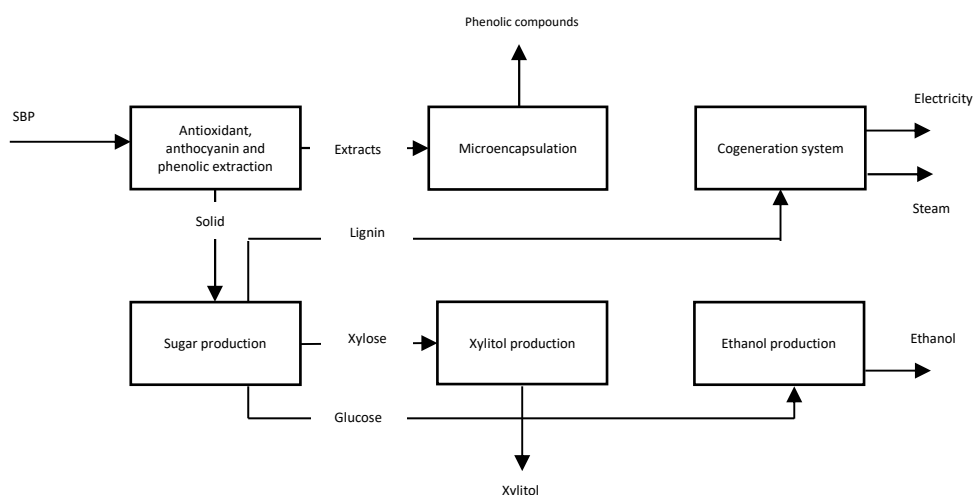 Phenolic compounds
Electricity
SBP
Antioxidant,
anthocyanin and
phenolic extraction
Extracts
Microencapsulation
Cogeneration system
Steam
Solid
Lignin
Sugar production
Xylose
Xylitol production
Ethanol production
Ethanol
Glucose
Xylitol